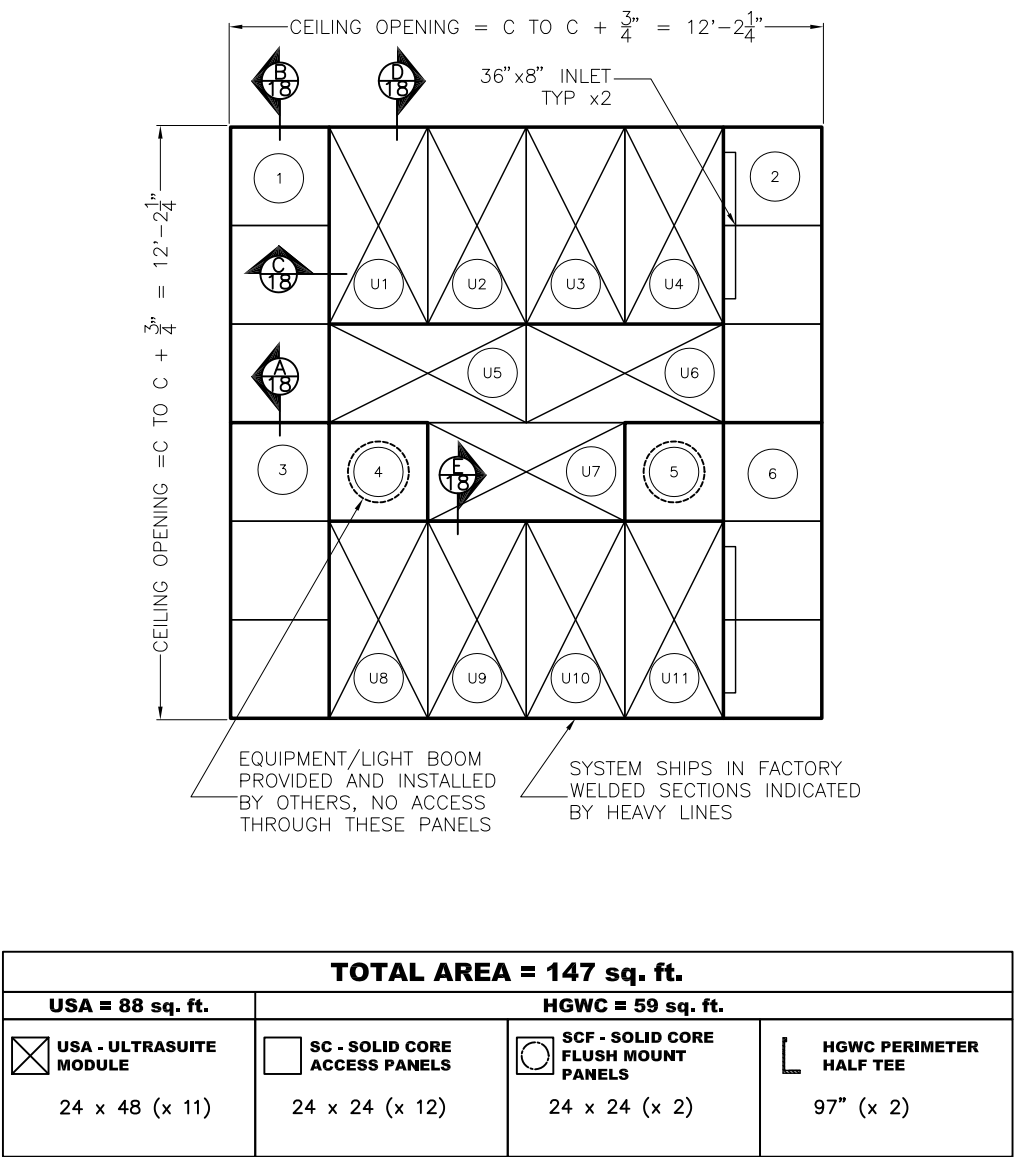 CEILING OPENING = C TO C + 3/4" = 12'-2 1/4"
B
18
D
18
36"x8" INLET
TYP x2
CEILING OPENING =C TO C + 3/4" = 12'-2 1/4"
1
2
C
18
U1
U2
U3
U4
A
18
U5
U6
3
4
E
18
U7
5
6
U8
U9
U10
U11
EQUIPMENT/LIGHT BOOM
PROVIDED AND INSTALLED
BY OTHERS, NO ACCESS
THROUGH THESE PANELS
SYSTEM SHIPS IN FACTORY
WELDED SECTIONS INDICATED
BY HEAVY LINES
TOTAL AREA = 147 sq. ft.
USA = 88 sq. ft.
HGWC = 59 sq. ft.
USA - ULTRASUITE
MODULE
24 x 48 (x 11)
SC - SOLID CORE
ACCESS PANELS
24 x 24 (x 12)
SCF - SOLID CORE
FLUSH MOUNT
PANELS
24 x 24 (x 2)
HGWC PERIMETER
HALF TEE
97" (x 2)